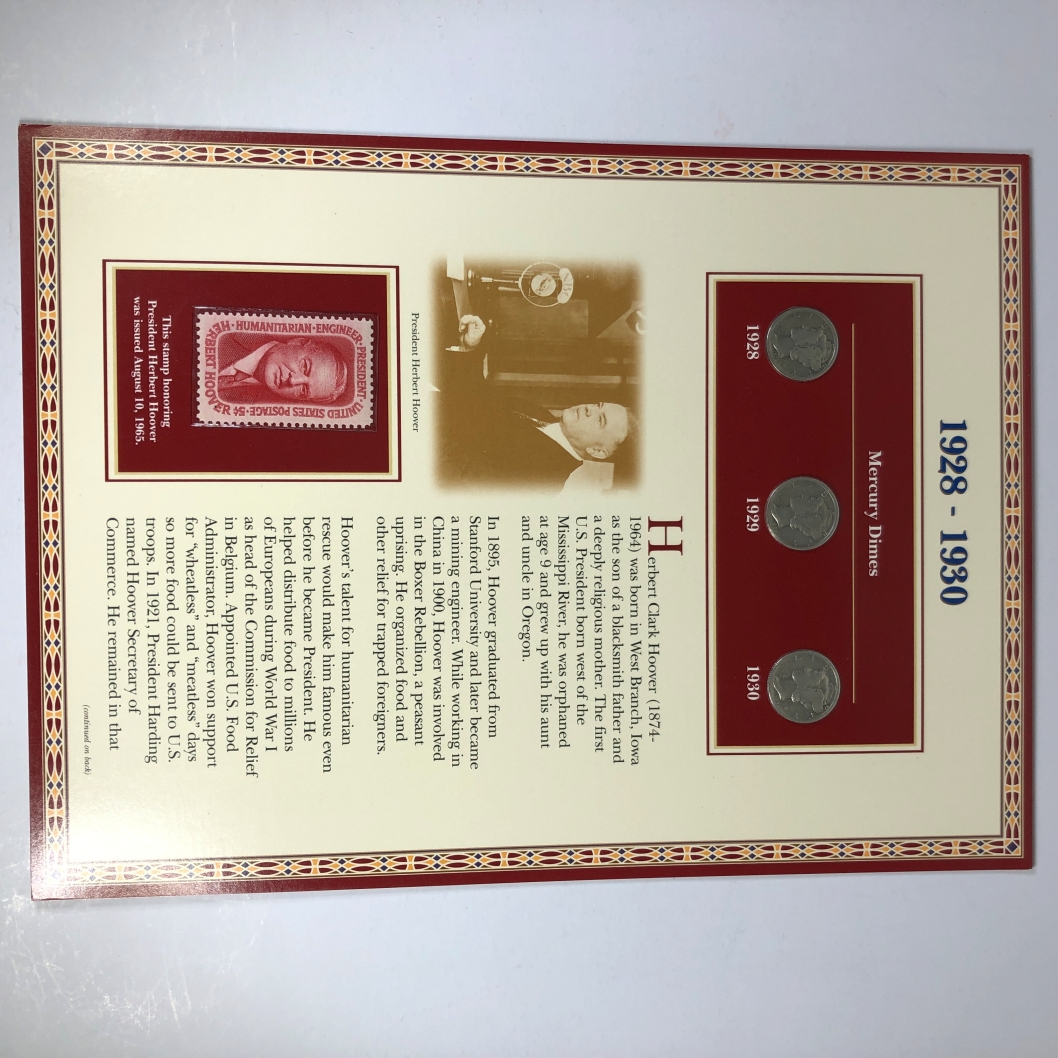 1928 - 1930
Mercury Dimes
1928
1929
1930
NBC
President Herbert Hoover
HERBERT HOOVER · HUMANITARIAN · ENGINEER · PRESIDENT · UNITED STATES POSTAGE · 5¢
This stamp honoring
President Herbert Hoover
was issued August 10, 1965.
Herbert Clark Hoover (1874-
1964) was born in West Branch, Iowa
as the son of a blacksmith father and
a deeply religious mother. The first
U.S. President born west of the
Mississippi River, he was orphaned
at age 9 and grew up with his aunt
and uncle in Oregon.
In 1895, Hoover graduated from
Stanford University and later became
a mining engineer. While working in
China in 1900, Hoover was involved
in the Boxer Rebellion, a peasant
uprising. He organized food and
other relief for trapped foreigners.
Hoover's talent for humanitarian
rescue would make him famous even
before he became President. He
helped distribute food to millions
of Europeans during World War I
as head of the Commission for Relief
in Belgium. Appointed U.S. Food
Administrator, Hoover won support
for "wheatless" and "meatless" days
so more food could be sent to U.S.
troops. In 1921, President Harding
named Hoover Secretary of
Commerce. He remained in that
(continued on back)